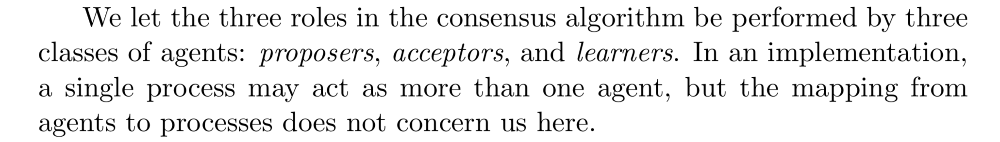 We let the three roles in the consensus algorithm be performed by three
classes of agents: proposers, acceptors, and learners. In an implementation,
a single process may act as more than one agent, but the mapping from
agents to processes does not concern us here.